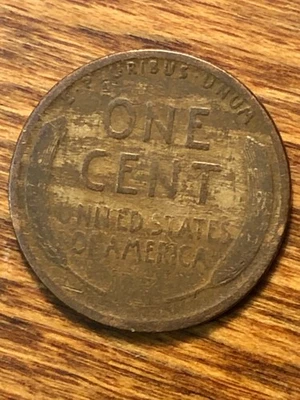 E·PLURIBUS·UNUM
ONE
CENT
UNITED STATES
OF AMERICA